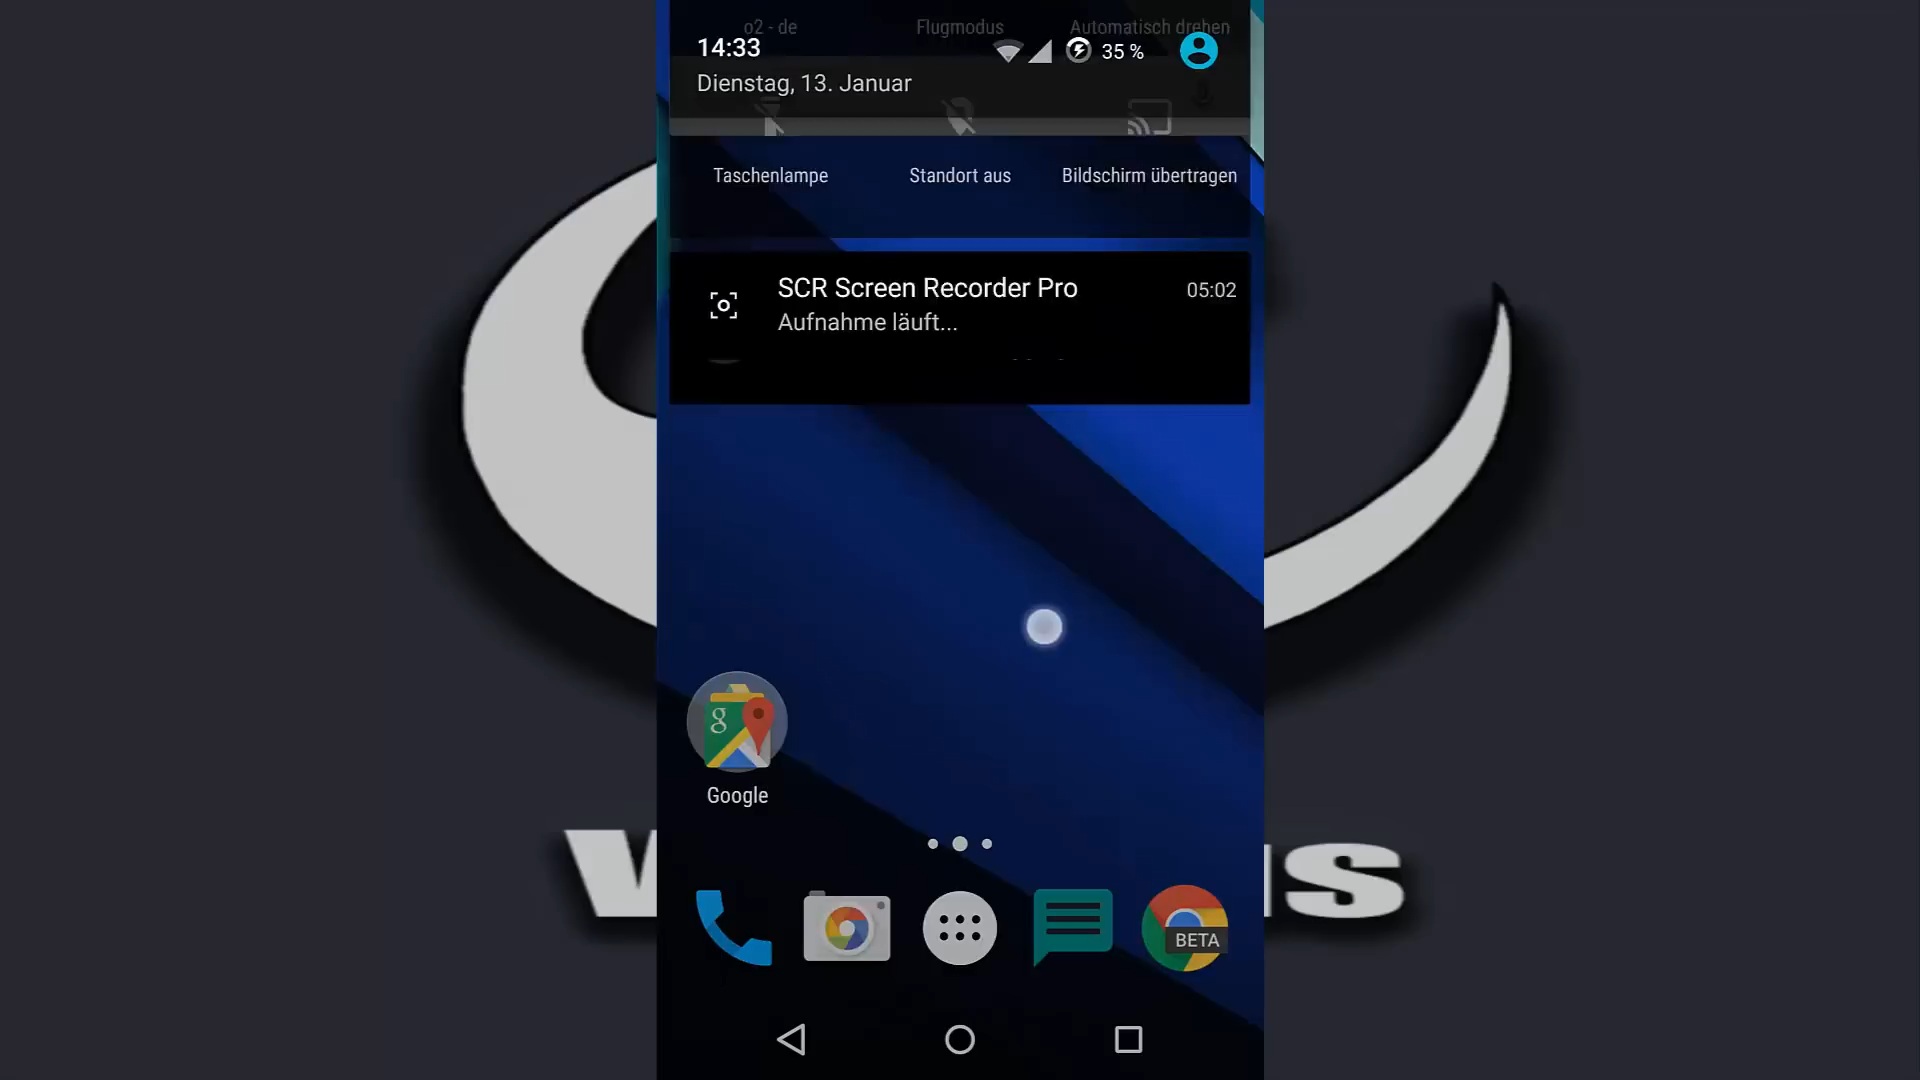 o2 - de
Flugmodus
Automatisch drehen
14:33
35 %
Dienstag, 13. Januar
Taschenlampe
Standort aus
Bildschirm übertragen
SCR Screen Recorder Pro
05:02
Aufnahme läuft...
g
Google
BETA